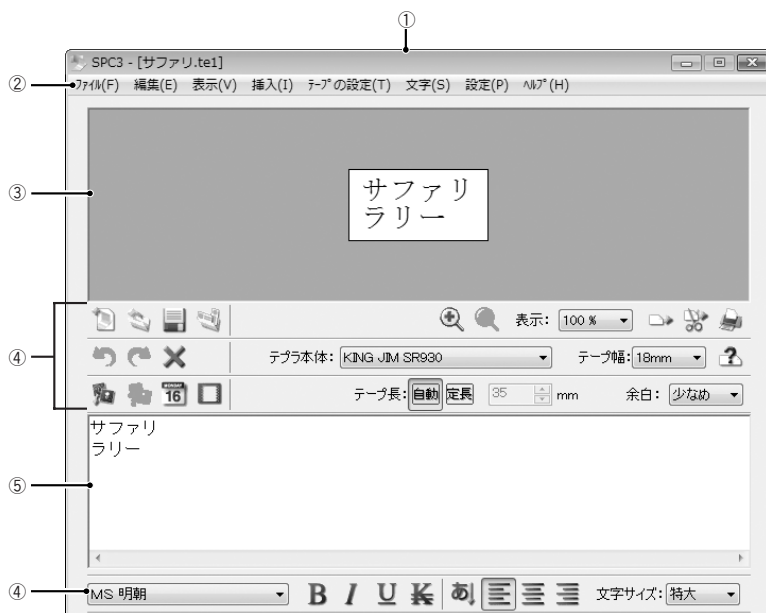 ①
SPC3 - [サファリ.te1]
② ファイル(F) 編集(E) 表示(V) 挿入(I) テープの設定(T) 文字(S) 設定(P) ヘルプ(H)
③
サファリ
ラリー
④
表示: 100 %
テプラ本体: KING JIM SR930 テープ幅: 18mm ?
16 テープ長: 自動 定長 35 mm 余白: 少なめ
サファリ
ラリー
⑤
④ MS 明朝 B I U K あ 文字サイズ: 特大